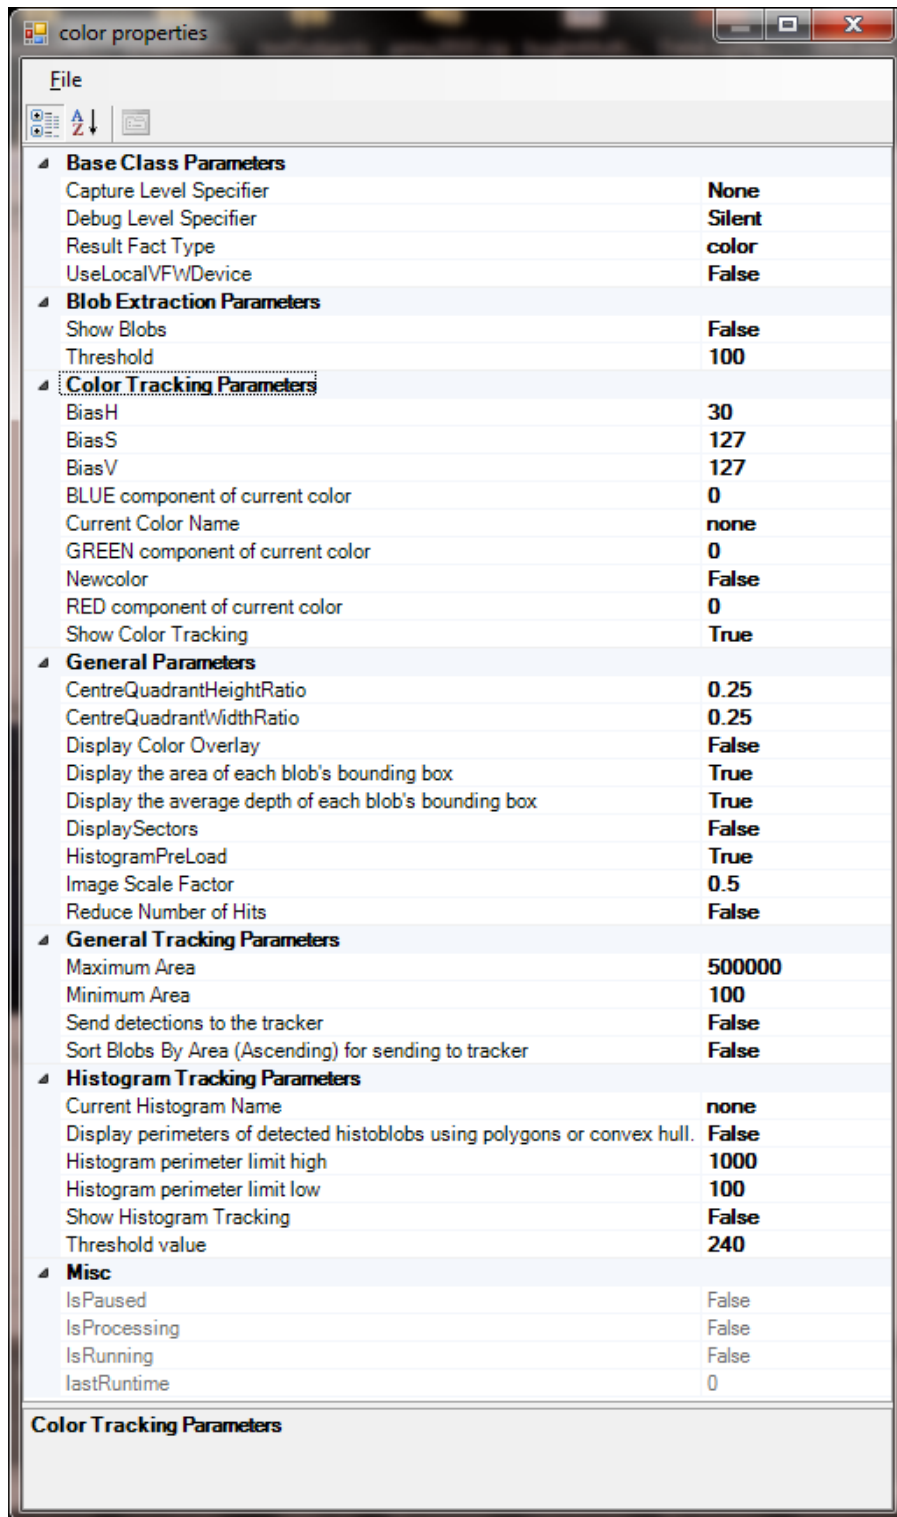 color properties
File
Base Class Parameters
Capture Level Specifier None
Debug Level Specifier Silent
Result Fact Type color
UseLocalVFWDevice False
Blob Extraction Parameters
Show Blobs False
Threshold 100
Color Tracking Parameters
BiasH 30
BiasS 127
BiasV 127
BLUE component of current color 0
Current Color Name none
GREEN component of current color 0
Newcolor False
RED component of current color 0
Show Color Tracking True
General Parameters
CentreQuadrantHeightRatio 0.25
CentreQuadrantWidthRatio 0.25
Display Color Overlay False
Display the area of each blob's bounding box True
Display the average depth of each blob's bounding box True
DisplaySectors False
HistogramPreLoad True
Image Scale Factor 0.5
Reduce Number of Hits False
General Tracking Parameters
Maximum Area 500000
Minimum Area 100
Send detections to the tracker False
Sort Blobs By Area (Ascending) for sending to tracker False
Histogram Tracking Parameters
Current Histogram Name none
Display perimeters of detected histoblobs using polygons or convex hull. False
Histogram perimeter limit high 1000
Histogram perimeter limit low 100
Show Histogram Tracking False
Threshold value 240
Misc
IsPaused False
IsProcessing False
IsRunning False
lastRuntime 0
Color Tracking Parameters